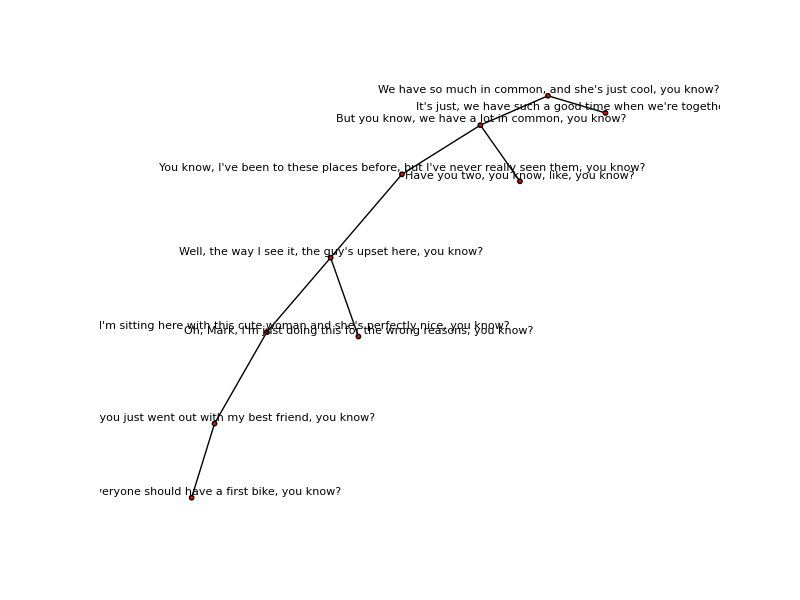 We have so much in common, and she's just cool, you know?
It's just, we have such a good time when we're
But you know, we have a lot in common, you know?
You know, I've been to these places before, but I've never really seen them, you know?
Have you two, you know, like, you know?
Well, the way I see it, the guy's upset here, you know?
I'm sitting here with this cute woman and she's perfectly nice, you know?
Oh, Mark, I'm just doing this for the wrong reasons, you know?
you just went out with my best friend, you know?
should have a first bike, you know?